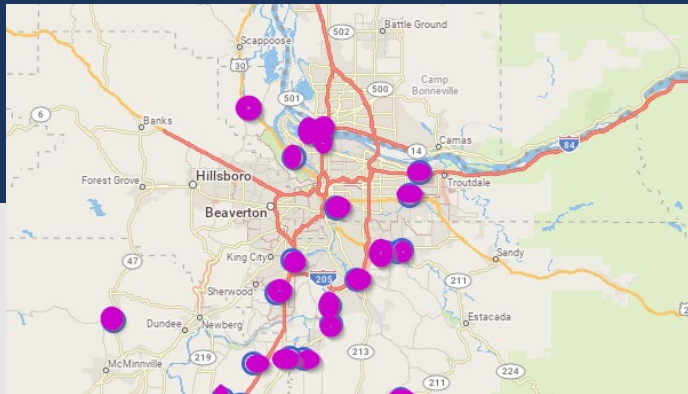 502
Battle Ground
Scappoose
30
500
Camp
Bonneville
501
6
Banks
Camas
84
14
Hillsboro
Troutdale
Forest Grove
Beaverton
King City
47
Sandy
205
211
Sherwood
Estacada
Dundee
Newberg
213
219
McMinnville
224
211